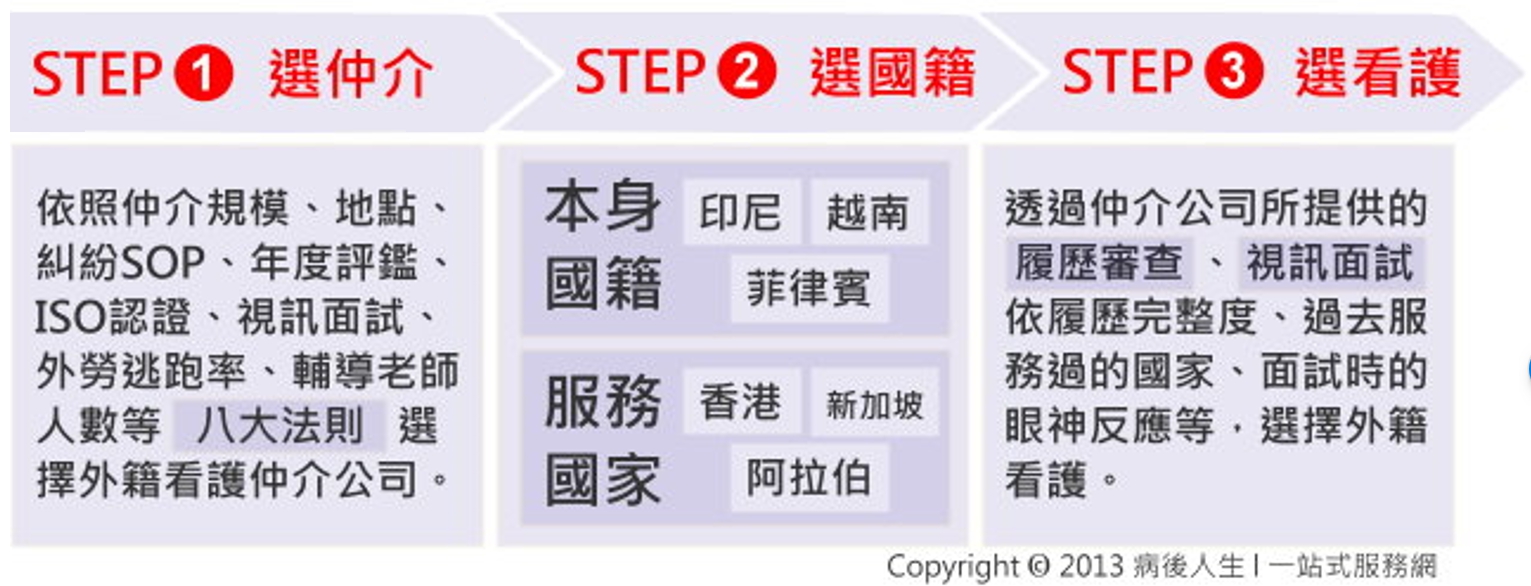 STEP 1 選仲介
STEP 2 選國籍
STEP 3 選看護
依照仲介規模、地點、
糾紛SOP、年度評鑑、
ISO認證、視訊面試、
外勞逃跑率、輔導老師
人數等 八大法則 選
擇外籍看護仲介公司。
本身
國籍
印尼 越南
菲律賓
服務
國家
香港 新加坡
阿拉伯
透過仲介公司所提供的
履歷審查、視訊面試
依履歷完整度、過去服
務過的國家、面試時的
眼神反應等，選擇外籍
看護。
Copyright © 2013 病後人生 | 一站式服務網